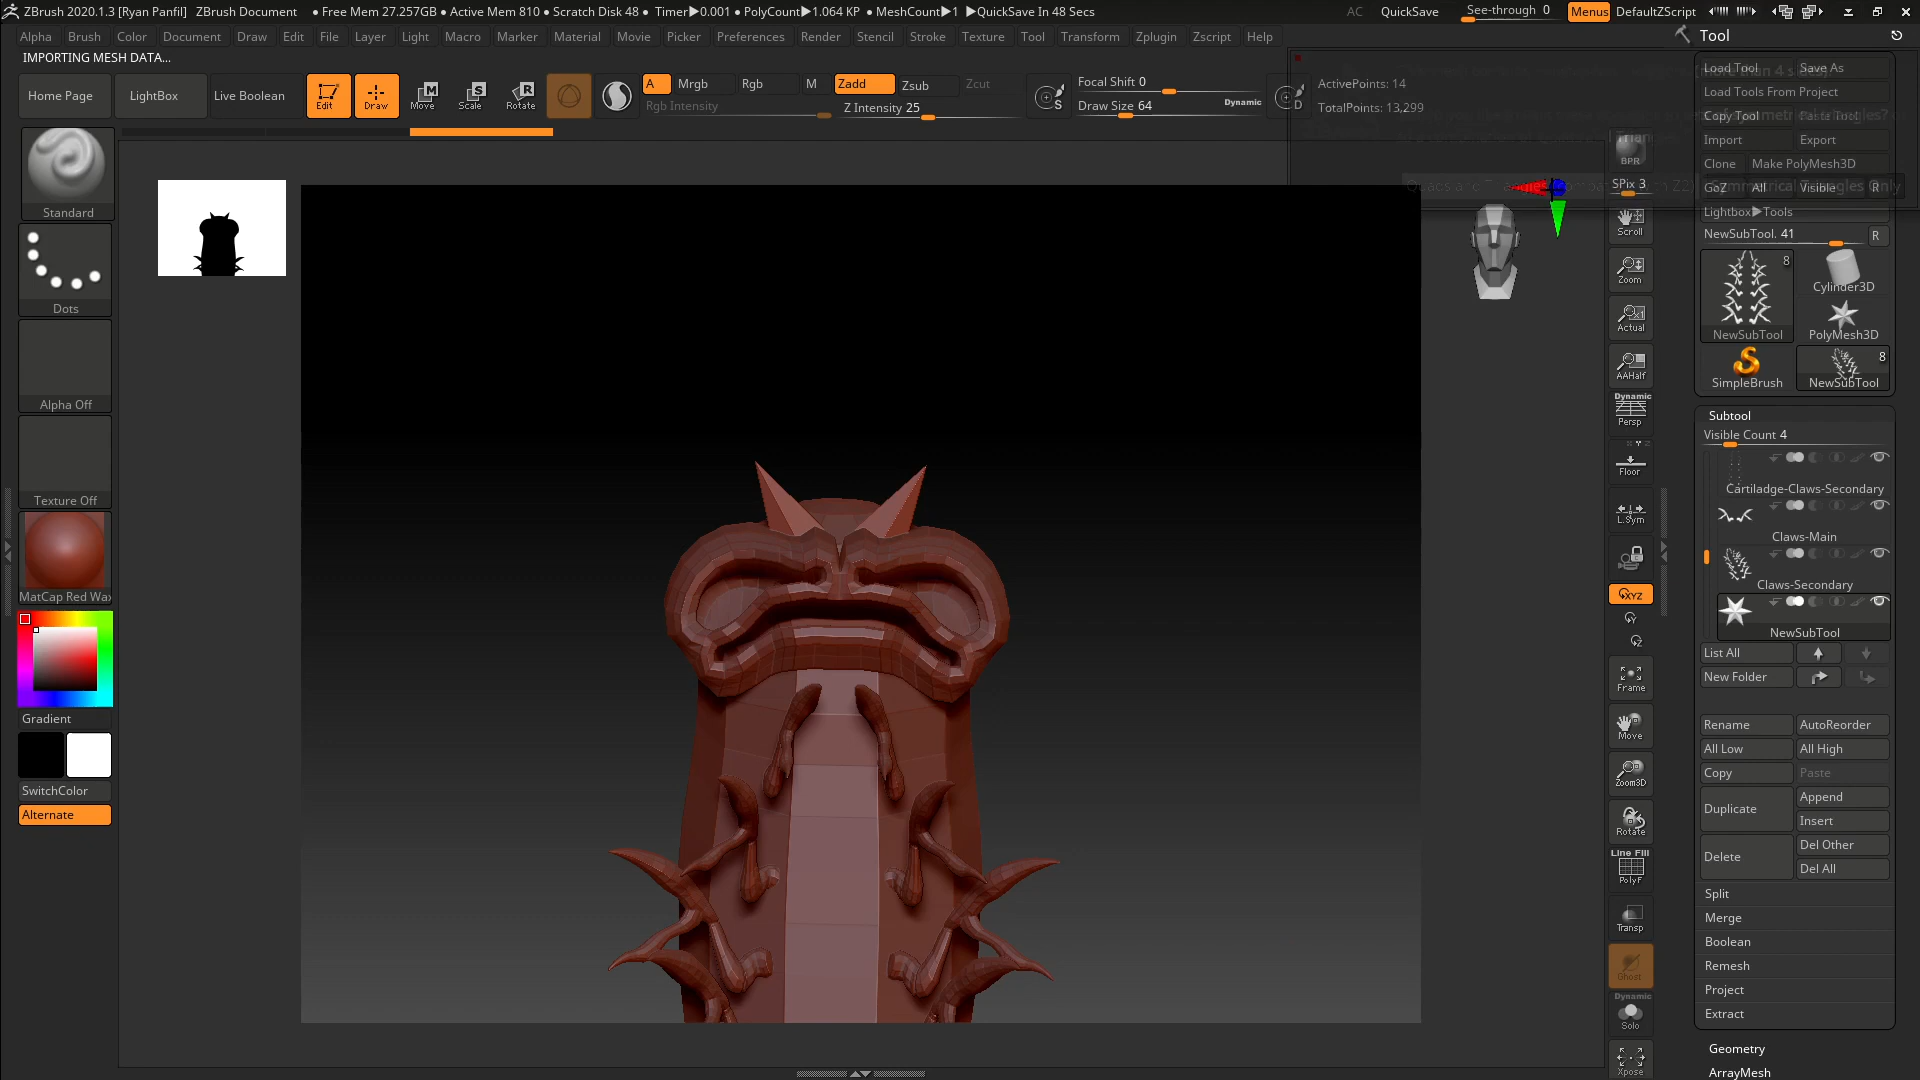 ZBrush 2020.1.3 [Ryan Panfil] ZBrush Document ● Free Mem 27.257GB ● Active Mem 810 ● Scratch Disk 48 ● Timer▶0.001 ● PolyCount▶1.064 KP ● MeshCount▶1 ▶QuickSave In 48 Secs AC QuickSave See-through 0 Menus DefaultZScript
Alpha Brush Color Document Draw Edit File Layer Light Macro Marker Material Movie Picker Preferences Render Stencil Stroke Texture Tool Transform Zplugin Zscript Help
Tool
IMPORTING MESH DATA...
Home Page LightBox Live Boolean
Edit Draw Move Scale Rotate
A Mrgb Rgb M Zadd Zsub Zcut
Rgb Intensity Z Intensity 25
S
Focal Shift 0
Draw Size 64 Dynamic
D
ActivePoints: 14
TotalPoints: 13,299
Standard
Dots
Alpha Off
Texture Off
MatCap Red Wax
Gradient
SwitchColor
Alternate
BPR
SPix 3
Scroll
Zoom
Actual
AAHalf
Dynamic
Persp
Floor
L.Sym
XYZ
Frame
Move
Zoom3D
Rotate
Line Fill
PolyF
Transp
Ghost
Dynamic
Solo
Xpose
Load Tool Save As
Load Tools From Project
Copy Tool Paste Tool
Import Export
Clone Make PolyMesh3D
GoZ All Visible R
Lightbox▶Tools
NewSubTool. 41 R
8
NewSubTool
Cylinder3D
PolyMesh3D
SimpleBrush
8
NewSubTool
Subtool
Visible Count 4
Cartiladge-Claws-Secondary
Claws-Main
Claws-Secondary
NewSubTool
List All
New Folder
Rename AutoReorder
All Low All High
Copy Paste
Duplicate Append
Insert
Delete Del Other
Del All
Split
Merge
Boolean
Remesh
Project
Extract
Geometry
ArrayMesh